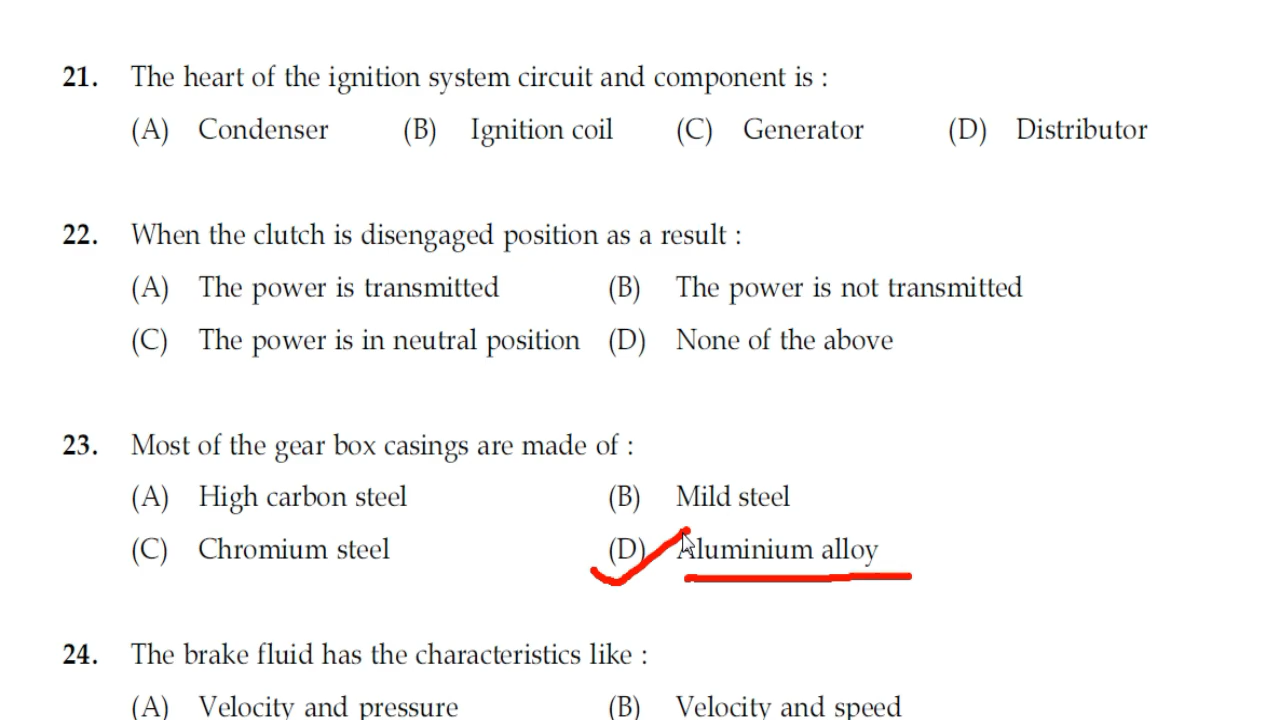 21. The heart of the ignition system circuit and component is :
(A) Condenser (B) Ignition coil (C) Generator (D) Distributor
22. When the clutch is disengaged position as a result :
(A) The power is transmitted (B) The power is not transmitted
(C) The power is in neutral position (D) None of the above
23. Most of the gear box casings are made of :
(A) High carbon steel (B) Mild steel
(C) Chromium steel (D) Aluminium alloy
24. The brake fluid has the characteristics like :
(A) Velocity and pressure (B) Velocity and speed